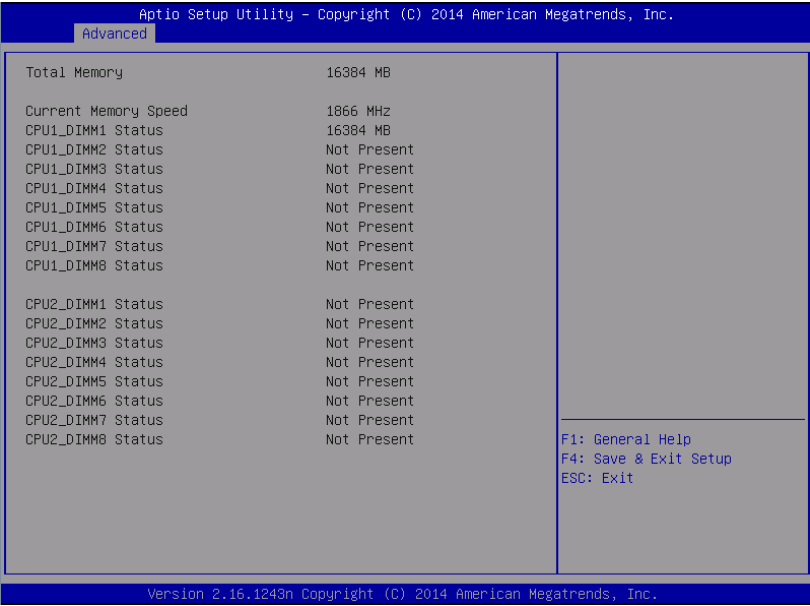 Aptio Setup Utility – Copyright (C) 2014 American Megatrends, Inc.
Advanced
Total Memory 16384 MB
Current Memory Speed 1866 MHz
CPU1_DIMM1 Status 16384 MB
CPU1_DIMM2 Status Not Present
CPU1_DIMM3 Status Not Present
CPU1_DIMM4 Status Not Present
CPU1_DIMM5 Status Not Present
CPU1_DIMM6 Status Not Present
CPU1_DIMM7 Status Not Present
CPU1_DIMM8 Status Not Present
CPU2_DIMM1 Status Not Present
CPU2_DIMM2 Status Not Present
CPU2_DIMM3 Status Not Present
CPU2_DIMM4 Status Not Present
CPU2_DIMM5 Status Not Present
CPU2_DIMM6 Status Not Present
CPU2_DIMM7 Status Not Present
CPU2_DIMM8 Status Not Present
F1: General Help
F4: Save & Exit Setup
ESC: Exit
Version 2.16.1243n Copyright (C) 2014 American Megatrends, Inc.